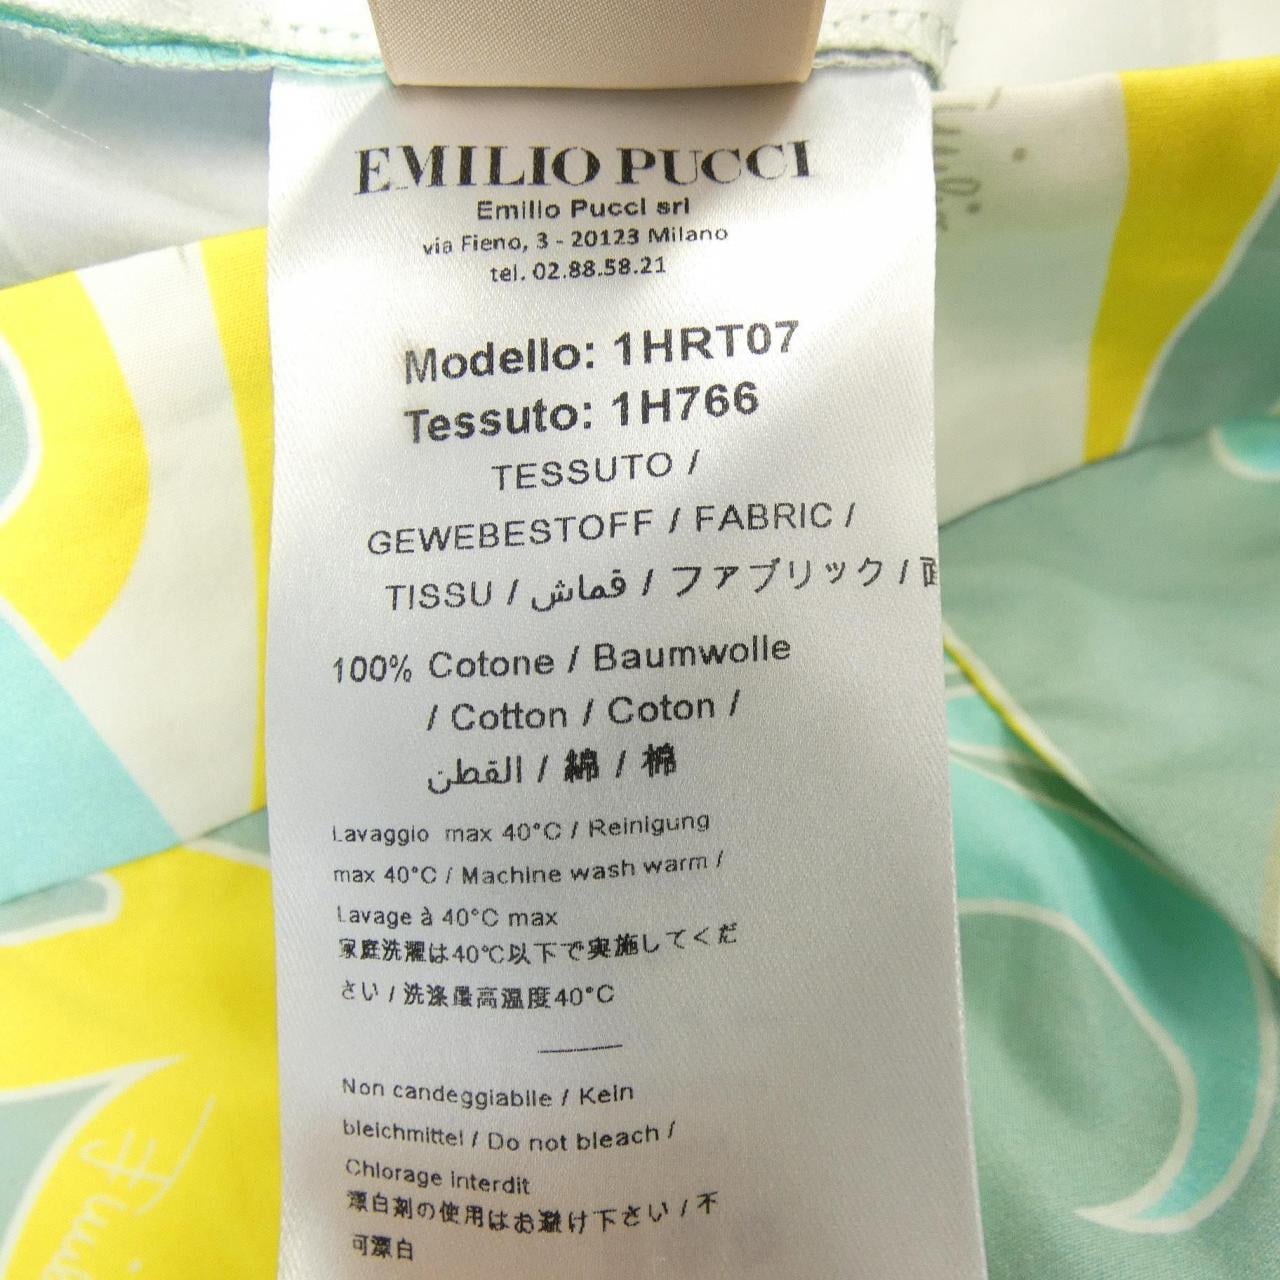 EMILIO PUCCI
Emilio Pucci srl
via Fieno, 3 - 20123 Milano
tel. 02.88.58.21
Modello: 1HRT07
Tessuto: 1H766
TESSUTO /
GEWEBESTOFF / FABRIC /
TISSU / قماش / ファブリック /
100% Cotone / Baumwolle
/ Cotton / Coton /
القطن / 綿 / 棉
Lavaggio max 40°C / Reinigung
max 40°C / Machine wash warm /
Lavage à 40°C max
家庭洗濯は40℃以下で実施してくだ
さい / 洗涤最高温度40°C
Non candeggiabile / Kein
bleichmittel / Do not bleach /
Chlorage interdit
漂白剤の使用はお避け下さい / 不
可漂白